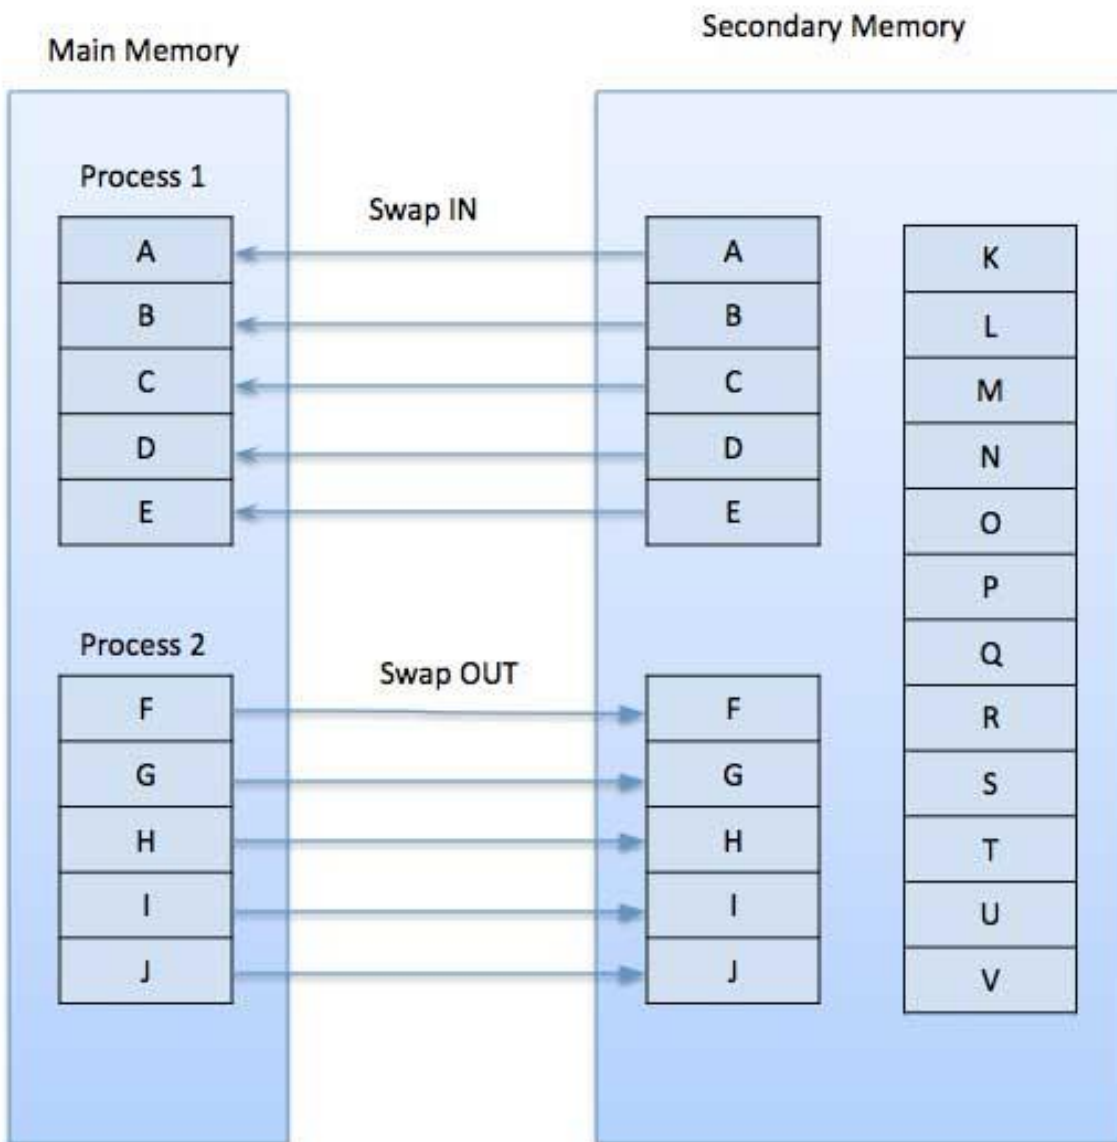 Main Memory
Secondary Memory
Process 1
Swap IN
A
B
C
D
E
Process 2
Swap OUT
F
G
H
I
J
A
B
C
D
E
F
G
H
I
J
K
L
M
N
O
P
Q
R
S
T
U
V